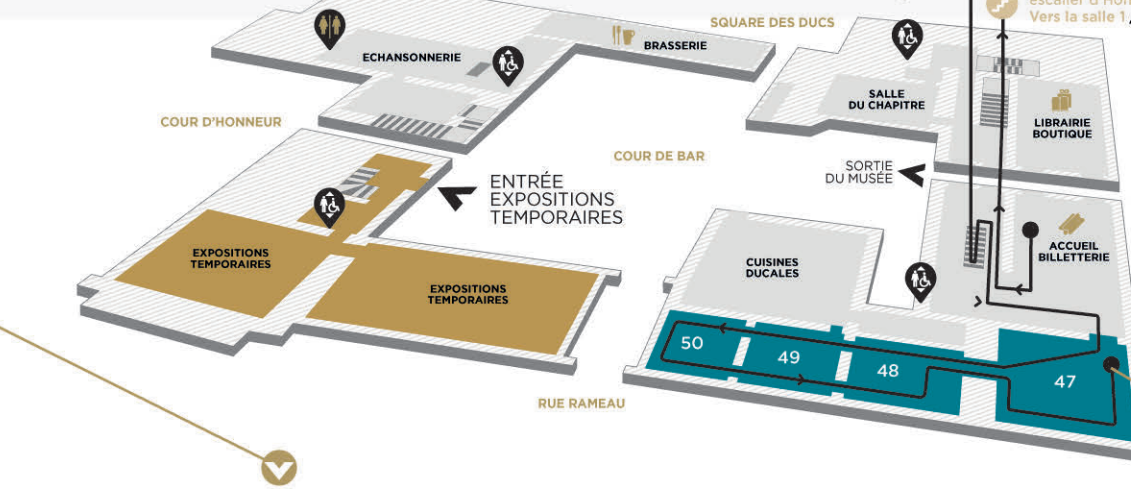 escalier d'Hon
Vers la salle 1
SQUARE DES DUCS
BRASSERIE
ECHANSONNERIE
SALLE
DU CHAPITRE
LIBRAIRIE
BOUTIQUE
COUR D'HONNEUR
COUR DE BAR
SORTIE
DU MUSÉE
ENTRÉE
EXPOSITIONS
TEMPORAIRES
ACCUEIL
BILLETTERIE
EXPOSITIONS
TEMPORAIRES
CUISINES
DUCALES
EXPOSITIONS
TEMPORAIRES
50
49
48
47
RUE RAMEAU